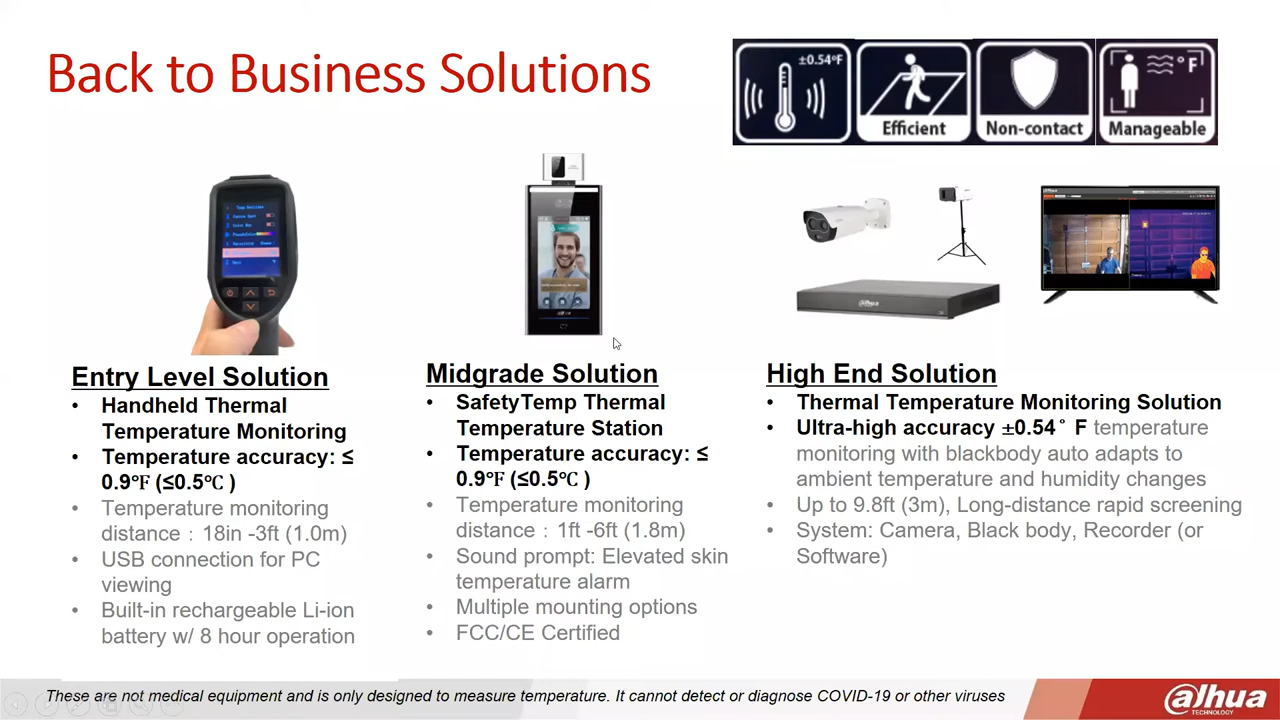 Back to Business Solutions
±0.54ºF
Efficient
Non-contact
° F
Manageable
alhua
Entry Level Solution
• Handheld Thermal
Temperature Monitoring
• Temperature accuracy: ≤
0.9℉ (≤0.5℃ )
• Temperature monitoring
distance：18in -3ft (1.0m)
• USB connection for PC
viewing
• Built-in rechargeable Li-ion
battery w/ 8 hour operation
Midgrade Solution
• SafetyTemp Thermal
Temperature Station
• Temperature accuracy: ≤
0.9℉ (≤0.5℃ )
• Temperature monitoring
distance：1ft -6ft (1.8m)
• Sound prompt: Elevated skin
temperature alarm
• Multiple mounting options
• FCC/CE Certified
High End Solution
• Thermal Temperature Monitoring Solution
• Ultra-high accuracy ±0.54° F temperature
monitoring with blackbody auto adapts to
ambient temperature and humidity changes
• Up to 9.8ft (3m), Long-distance rapid screening
• System: Camera, Black body, Recorder (or
Software)
These are not medical equipment and is only designed to measure temperature. It cannot detect or diagnose COVID-19 or other viruses
alhua
TECHNOLOGY